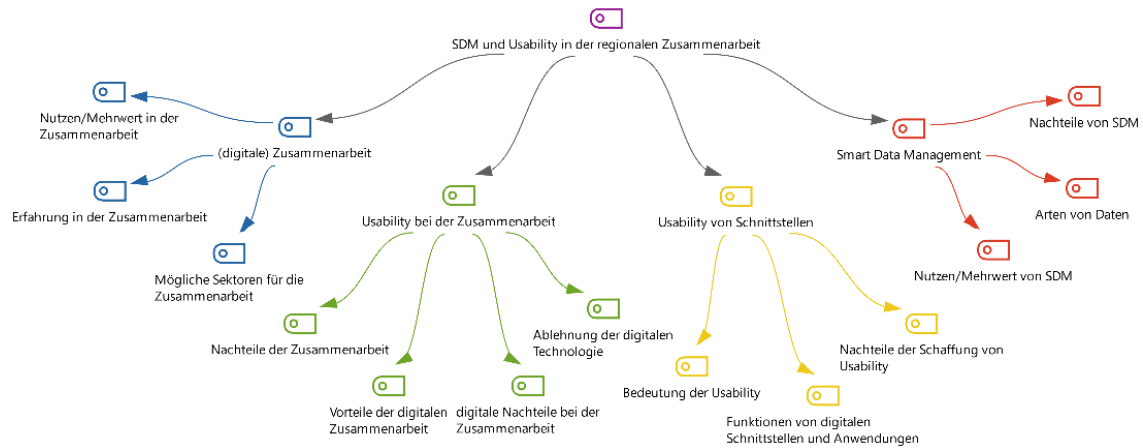 SDM und Usability in der regionalen Zusammenarbeit
Nutzen/Mehrwert in der
Zusammenarbeit
(digitale) Zusammenarbeit
Erfahrung in der Zusammenarbeit
Mögliche Sektoren für die
Zusammenarbeit
Usability bei der Zusammenarbeit
Nachteile der Zusammenarbeit
Vorteile der digitalen
Zusammenarbeit
digitale Nachteile bei der
Zusammenarbeit
Ablehnung der digitalen
Technologie
Usability von Schnittstellen
Bedeutung der Usability
Funktionen von digitalen
Schnittstellen und Anwendungen
Nachteile der Schaffung von
Usability
Smart Data Management
Nachteile von SDM
Arten von Daten
Nutzen/Mehrwert von SDM